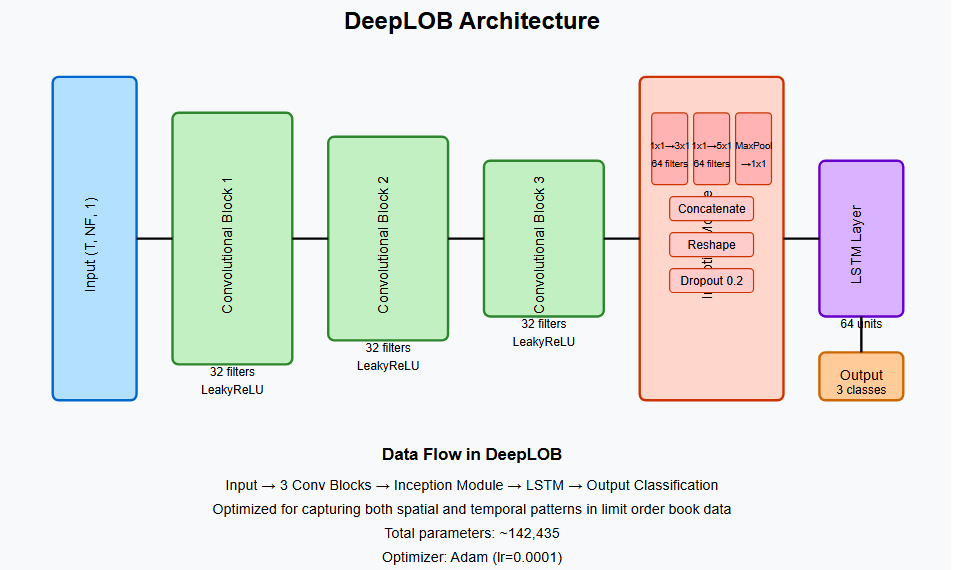 DeepLOB Architecture
Input (T, NF, 1)
Convolutional Block 1
32 filters
LeakyReLU
Convolutional Block 2
32 filters
LeakyReLU
Convolutional Block 3
32 filters
LeakyReLU
1x1→3x1
64 filters
1x1→5x1
64 filters
MaxPool
→1x1
Concatenate
Reshape
Dropout 0.2
LSTM Layer
64 units
Output
3 classes
Data Flow in DeepLOB
Input → 3 Conv Blocks → Inception Module → LSTM → Output Classification
Optimized for capturing both spatial and temporal patterns in limit order book data
Total parameters: ~142,435
Optimizer: Adam (lr=0.0001)